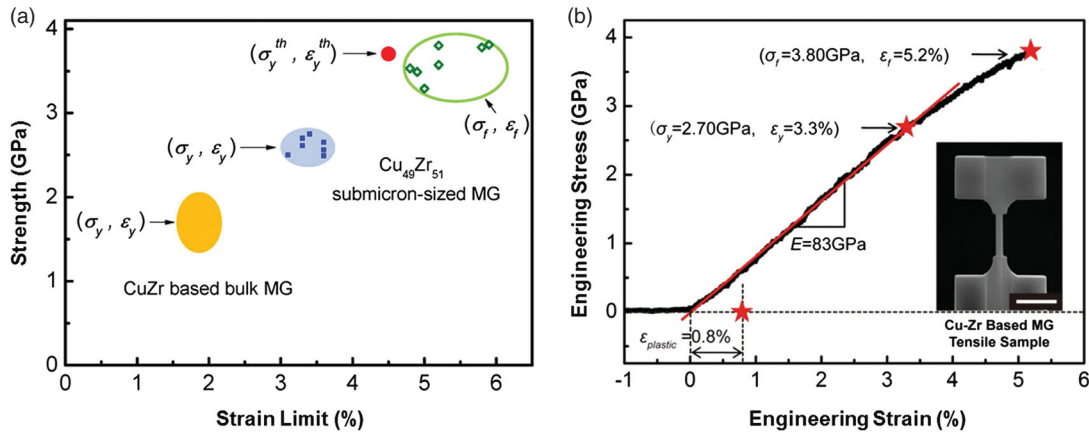 (a)
Strength (GPa)
4
3
2
1
0
(σ_y^th, ε_y^th)
(σ_f, ε_f)
(σ_y, ε_y)
Cu49Zr51
submicron-sized MG
(σ_y, ε_y)
CuZr based bulk MG
0 1 2 3 4 5 6
Strain Limit (%)
(b)
Engineering Stress (GPa)
4
3
2
1
0
(σ_f=3.80GPa, ε_f=5.2%)
(σ_y=2.70GPa, ε_y=3.3%)
E=83GPa
ε_plastic=0.8%
Cu-Zr Based MG
Tensile Sample
-1 0 1 2 3 4 5 6
Engineering Strain (%)